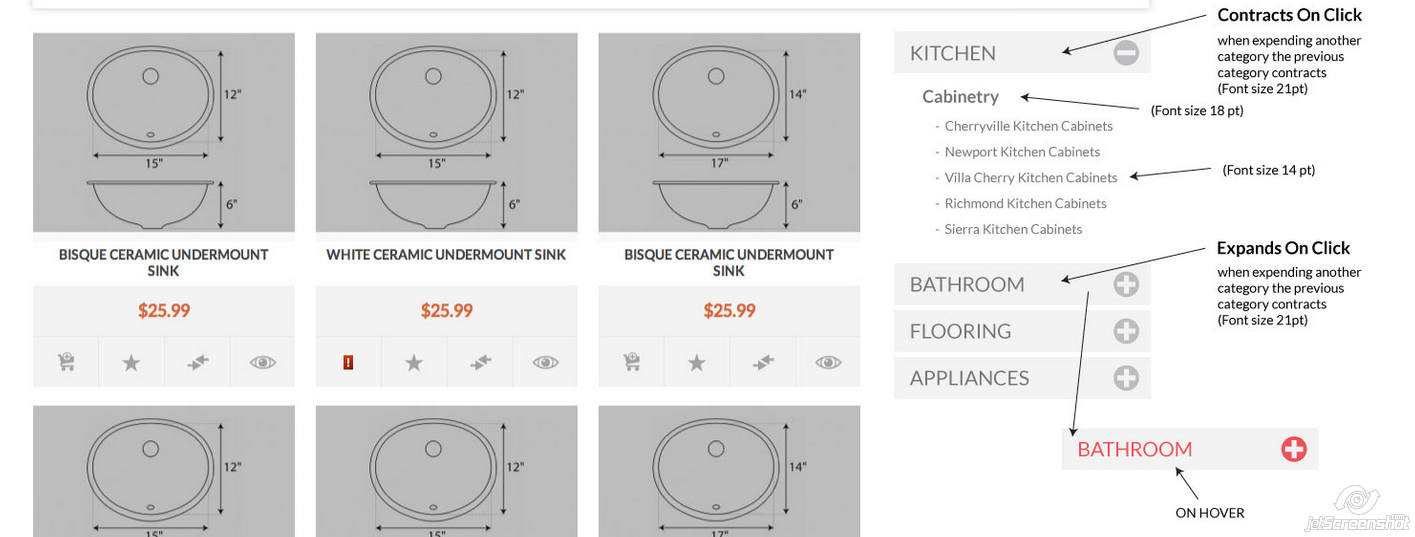 12"
15"
6"
BISQUE CERAMIC UNDERMOUNT
SINK
$25.99
12"
15"
6"
WHITE CERAMIC UNDERMOUNT SINK
$25.99
14"
17"
6"
BISQUE CERAMIC UNDERMOUNT
SINK
$25.99
12"
15"
12"
15"
14"
17"
KITCHEN
Cabinetry
- Cherryville Kitchen Cabinets
- Newport Kitchen Cabinets
- Villa Cherry Kitchen Cabinets
- Richmond Kitchen Cabinets
- Sierra Kitchen Cabinets
BATHROOM
FLOORING
APPLIANCES
Contracts On Click
when expending another
category the previous
category contracts
(Font size 21pt)
(Font size 18 pt)
(Font size 14 pt)
Expands On Click
when expending another
category the previous
category contracts
(Font size 21pt)
BATHROOM
ON HOVER
jetScreenshot.com